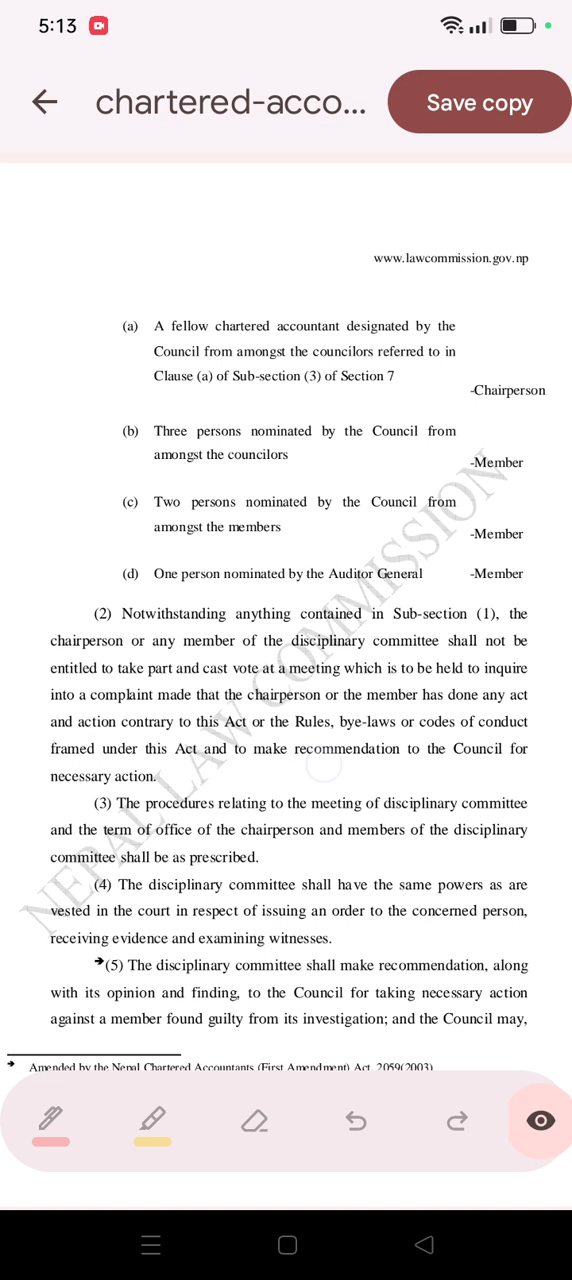 5:13
chartered-acco...
Save copy
www.lawcommission.gov.np
(a) A fellow chartered accountant designated by the
Council from amongst the councilors referred to in
Clause (a) of Sub-section (3) of Section 7
-Chairperson
(b) Three persons nominated by the Council from
amongst the councilors
-Member
(c) Two persons nominated by the Council from
amongst the members
-Member
(d) One person nominated by the Auditor General -Member
(2) Notwithstanding anything contained in Sub-section (1), the
chairperson or any member of the disciplinary committee shall not be
entitled to take part and cast vote at a meeting which is to be held to inquire
into a complaint made that the chairperson or the member has done any act
and action contrary to this Act or the Rules, bye-laws or codes of conduct
framed under this Act and to make recommendation to the Council for
necessary action.
(3) The procedures relating to the meeting of disciplinary committee
and the term of office of the chairperson and members of the disciplinary
committee shall be as prescribed.
(4) The disciplinary committee shall have the same powers as are
vested in the court in respect of issuing an order to the concerned person,
receiving evidence and examining witnesses.
➔(5) The disciplinary committee shall make recommendation, along
with its opinion and finding, to the Council for taking necessary action
against a member found guilty from its investigation; and the Council may,
➔ Amended by the Nepal Chartered Accountants (First Amendment) Act, 2059(2003)
NEPAL LAW COMMISSION